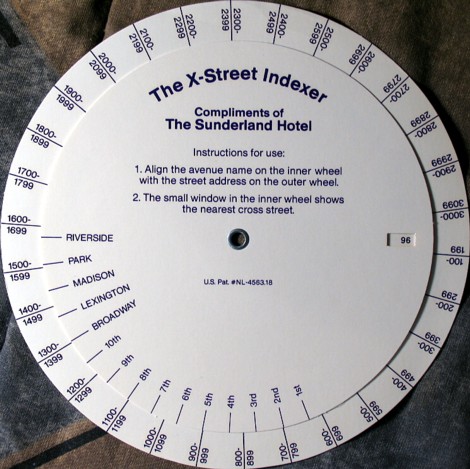 The X-Street Indexer
Compliments of
The Sunderland Hotel
Instructions for use:
1. Align the avenue name on the inner wheel
with the street address on the outer wheel.
2. The small window in the inner wheel shows
the nearest cross street.
U.S. Pat. #NL-4563.18
96
RIVERSIDE
PARK
MADISON
LEXINGTON
BROADWAY
10th
9th
8th
7th
6th
5th
4th
3rd
2nd
1st
100-
199
200-
299
300-
399
400-
499
500-
599
600-
699
700-
799
800-
899
900-
999
1000-
1099
1100-
1199
1200-
1299
1300-
1399
1400-
1499
1500-
1599
1600-
1699
1700-
1799
1800-
1899
1900-
1999
2000-
2099
2100-
2199
2200-
2299
2300-
2399
2400-
2499
2500-
2599
2600-
2699
2700-
2799
2800-
2899
2900-
2999
3000-
3099